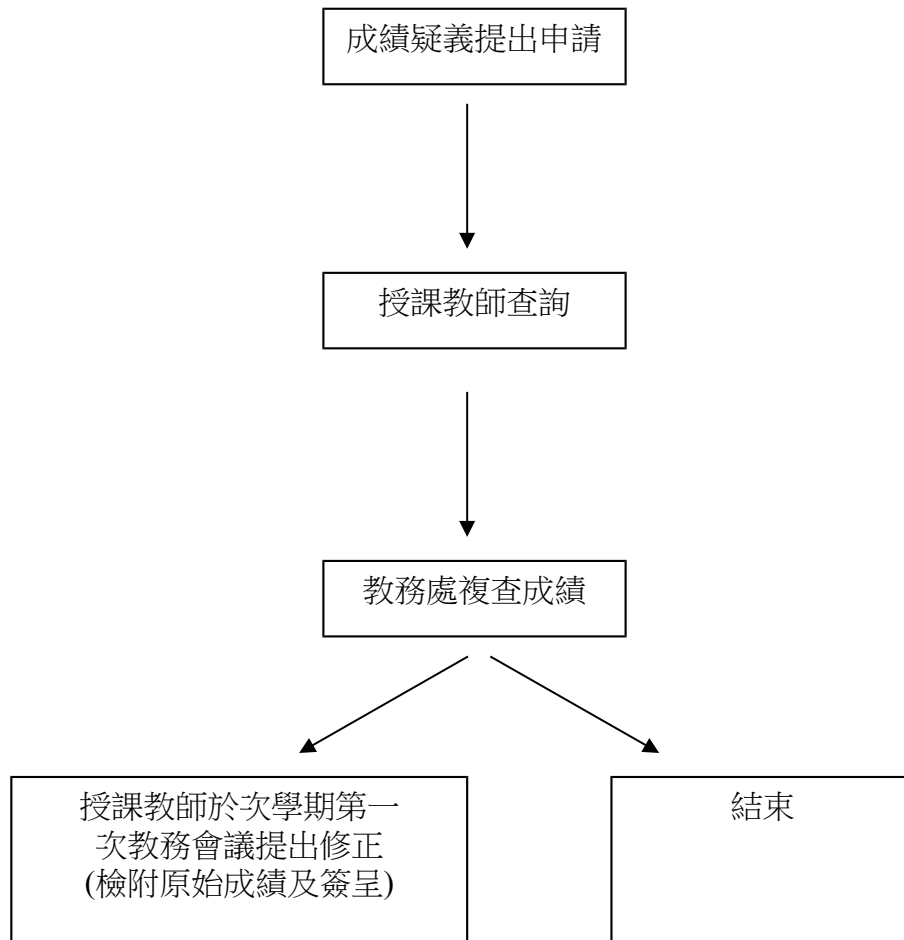 成績疑義提出申請
授課教師查詢
教務處複查成績
授課教師於次學期第一
次教務會議提出修正
(檢附原始成績及簽呈)
結束